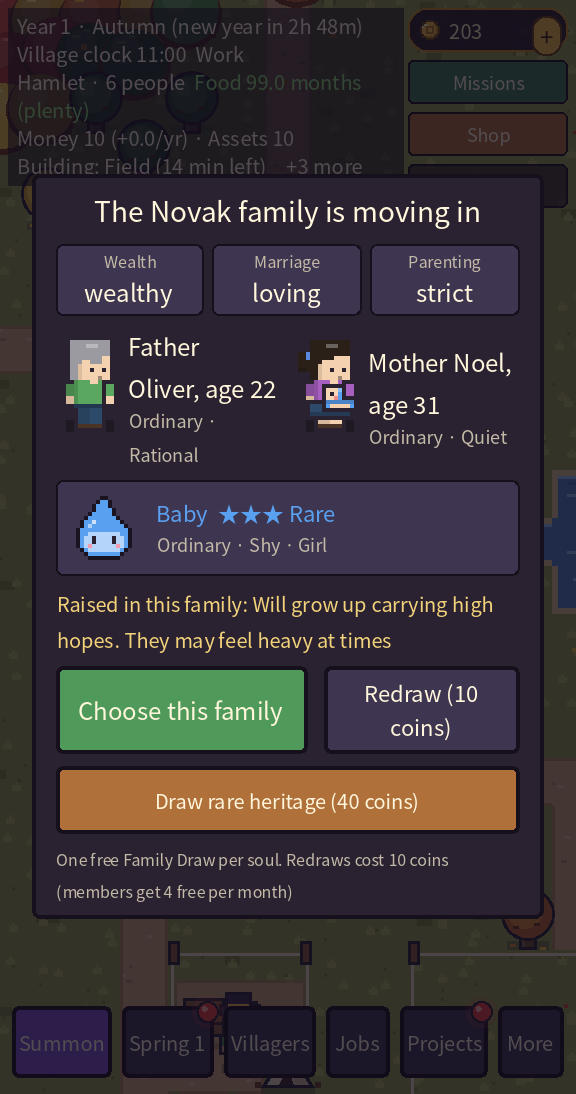 Year 1 · Autumn (new year in 2h 48m)
Village clock 11:00 Work
Hamlet · 6 people Food 99.0 months
(plenty)
Money 10 (+0.0/yr) · Assets 10
Building: Field (14 min left) +3 more
203
+
Missions
Shop
The Novak family is moving in
Wealth
wealthy
Marriage
loving
Parenting
strict
Father
Oliver, age 22
Ordinary ·
Rational
Mother Noel,
age 31
Ordinary · Quiet
Baby ★★★ Rare
Ordinary · Shy · Girl
Raised in this family: Will grow up carrying high
hopes. They may feel heavy at times
Choose this family
Redraw (10
coins)
Draw rare heritage (40 coins)
One free Family Draw per soul. Redraws cost 10 coins
(members get 4 free per month)
Summon
Spring 1
Villagers
Jobs
Projects
More